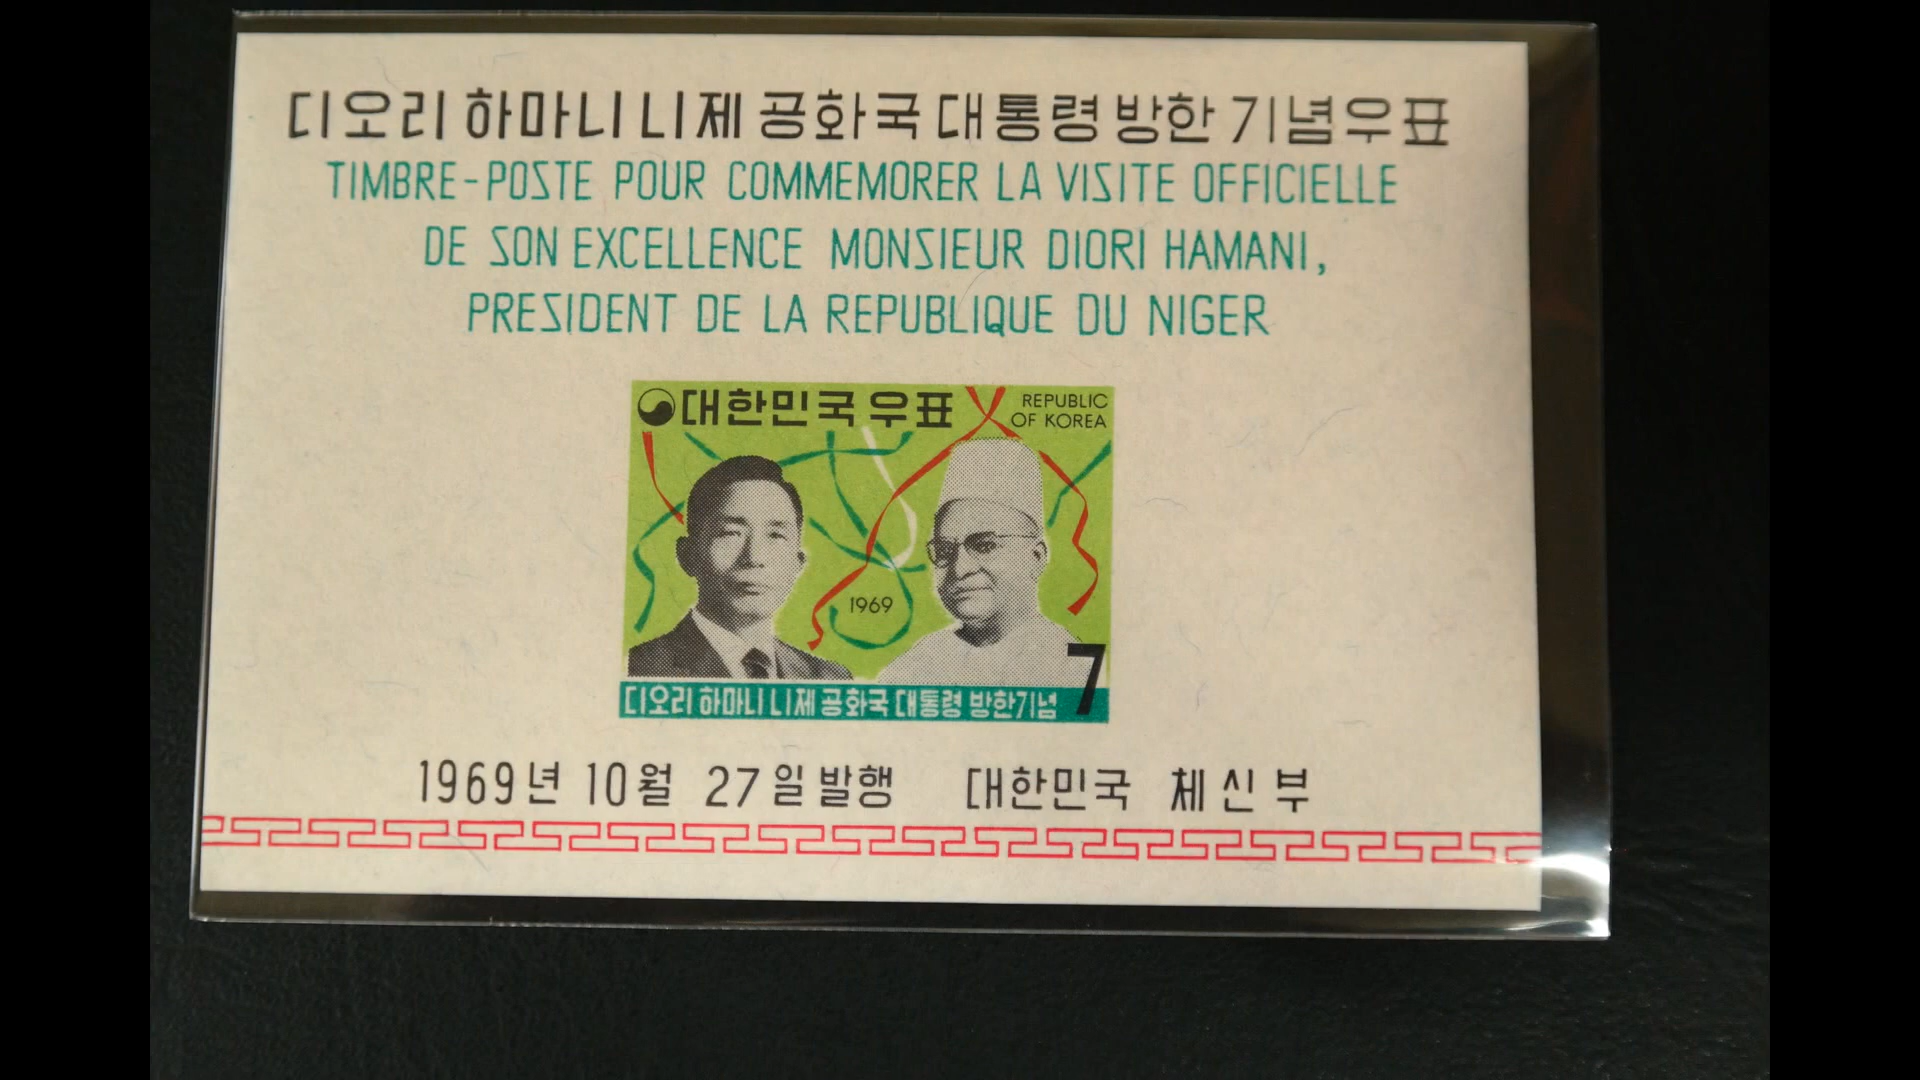 디오리 하마니 니제 공화국 대통령 방한 기념우표
TIMBRE-POSTE POUR COMMEMORER LA VISITE OFFICIELLE
DE SON EXCELLENCE MONSIEUR DIORI HAMANI,
PRESIDENT DE LA REPUBLIQUE DU NIGER
대한민국 우표
REPUBLIC
OF KOREA
1969
7
디오리 하마니 니제 공화국 대통령 방한기념
1969년 10월 27일 발행 대한민국 체신부